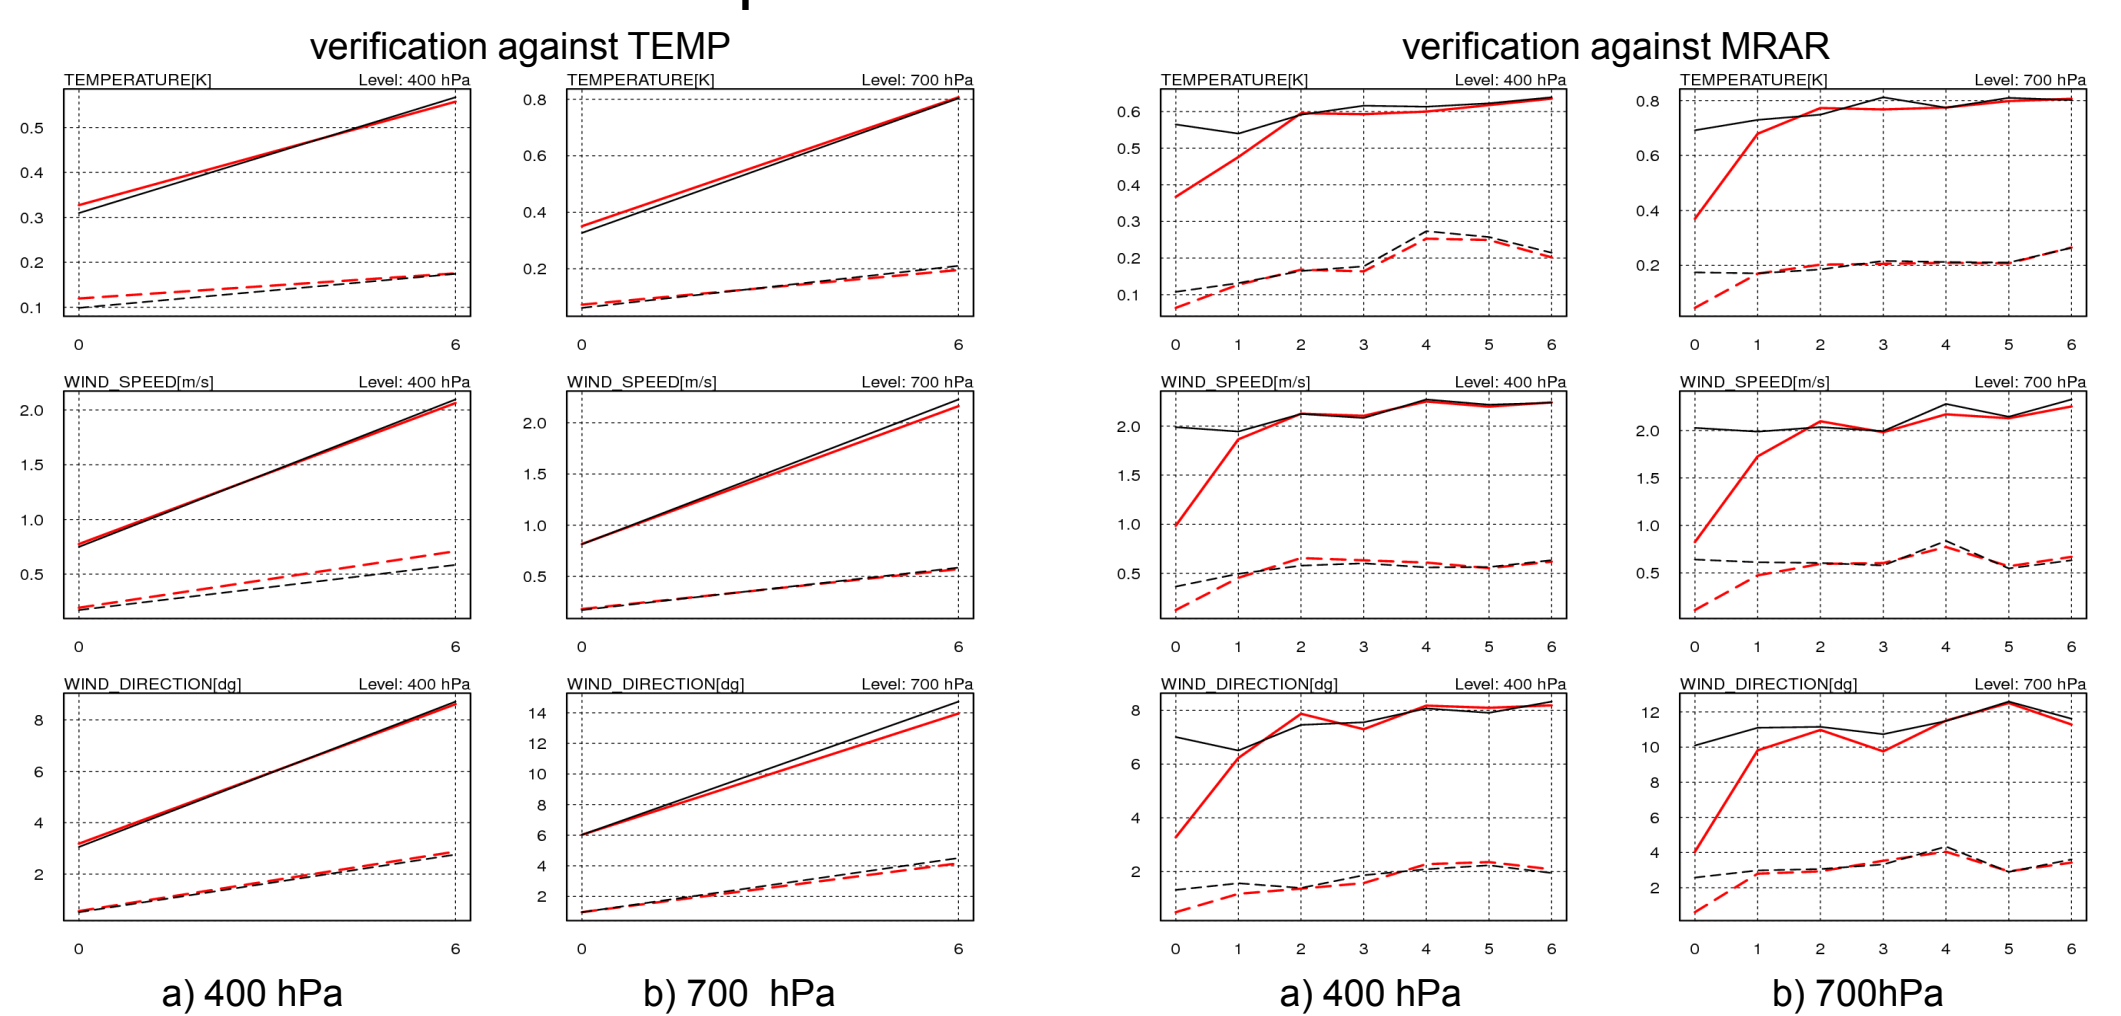 verification against TEMP
verification against MRAR
TEMPERATURE[K] Level: 400 hPa
0.5
0.4
0.3
0.2
0.1
0 6
TEMPERATURE[K] Level: 700 hPa
0.8
0.6
0.4
0.2
0 6
TEMPERATURE[K] Level: 400 hPa
0.6
0.5
0.4
0.3
0.2
0.1
0 1 2 3 4 5 6
TEMPERATURE[K] Level: 700 hPa
0.8
0.6
0.4
0.2
0 1 2 3 4 5 6
WIND_SPEED[m/s] Level: 400 hPa
2.0
1.5
1.0
0.5
0 6
WIND_SPEED[m/s] Level: 700 hPa
2.0
1.5
1.0
0.5
0 6
WIND_SPEED[m/s] Level: 400 hPa
2.0
1.5
1.0
0.5
0 1 2 3 4 5 6
WIND_SPEED[m/s] Level: 700 hPa
2.0
1.5
1.0
0.5
0 1 2 3 4 5 6
WIND_DIRECTION[dg] Level: 400 hPa
8
6
4
2
0 6
WIND_DIRECTION[dg] Level: 700 hPa
14
12
10
8
6
4
2
0 6
WIND_DIRECTION[dg] Level: 400 hPa
8
6
4
2
0 1 2 3 4 5 6
WIND_DIRECTION[dg] Level: 700 hPa
12
10
8
6
4
2
0 1 2 3 4 5 6
a) 400 hPa
b) 700 hPa
a) 400 hPa
b) 700hPa